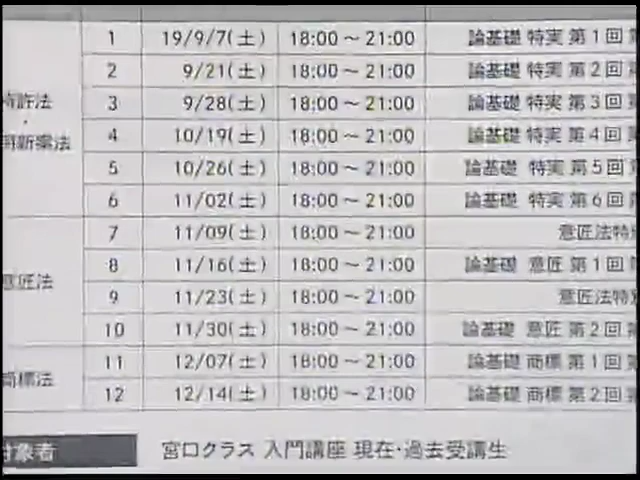 1 19/9/7(土) 18:00～21:00 論基礎 特実 第1回
2 9/21(土) 18:00～21:00 論基礎 特実 第2回
3 9/28(土) 18:00～21:00 論基礎 特実 第3回
特許法
・
4 10/19(土) 18:00～21:00 論基礎 特実 第4回
用新案法
5 10/26(土) 18:00～21:00 論基礎 特実 第5回
6 11/02(土) 18:00～21:00 論基礎 特実 第6回
7 11/09(土) 18:00～21:00 意匠法特別
8 11/16(土) 18:00～21:00 論基礎 意匠 第1回
意匠法
9 11/23(土) 18:00～21:00 意匠法特別
10 11/30(土) 18:00～21:00 論基礎 意匠 第2回
11 12/07(土) 18:00～21:00 論基礎 商標 第1回
商標法
12 12/14(土) 18:00～21:00 論基礎 商標 第2回
対象者 宮口クラス 入門講座 現在・過去受講生